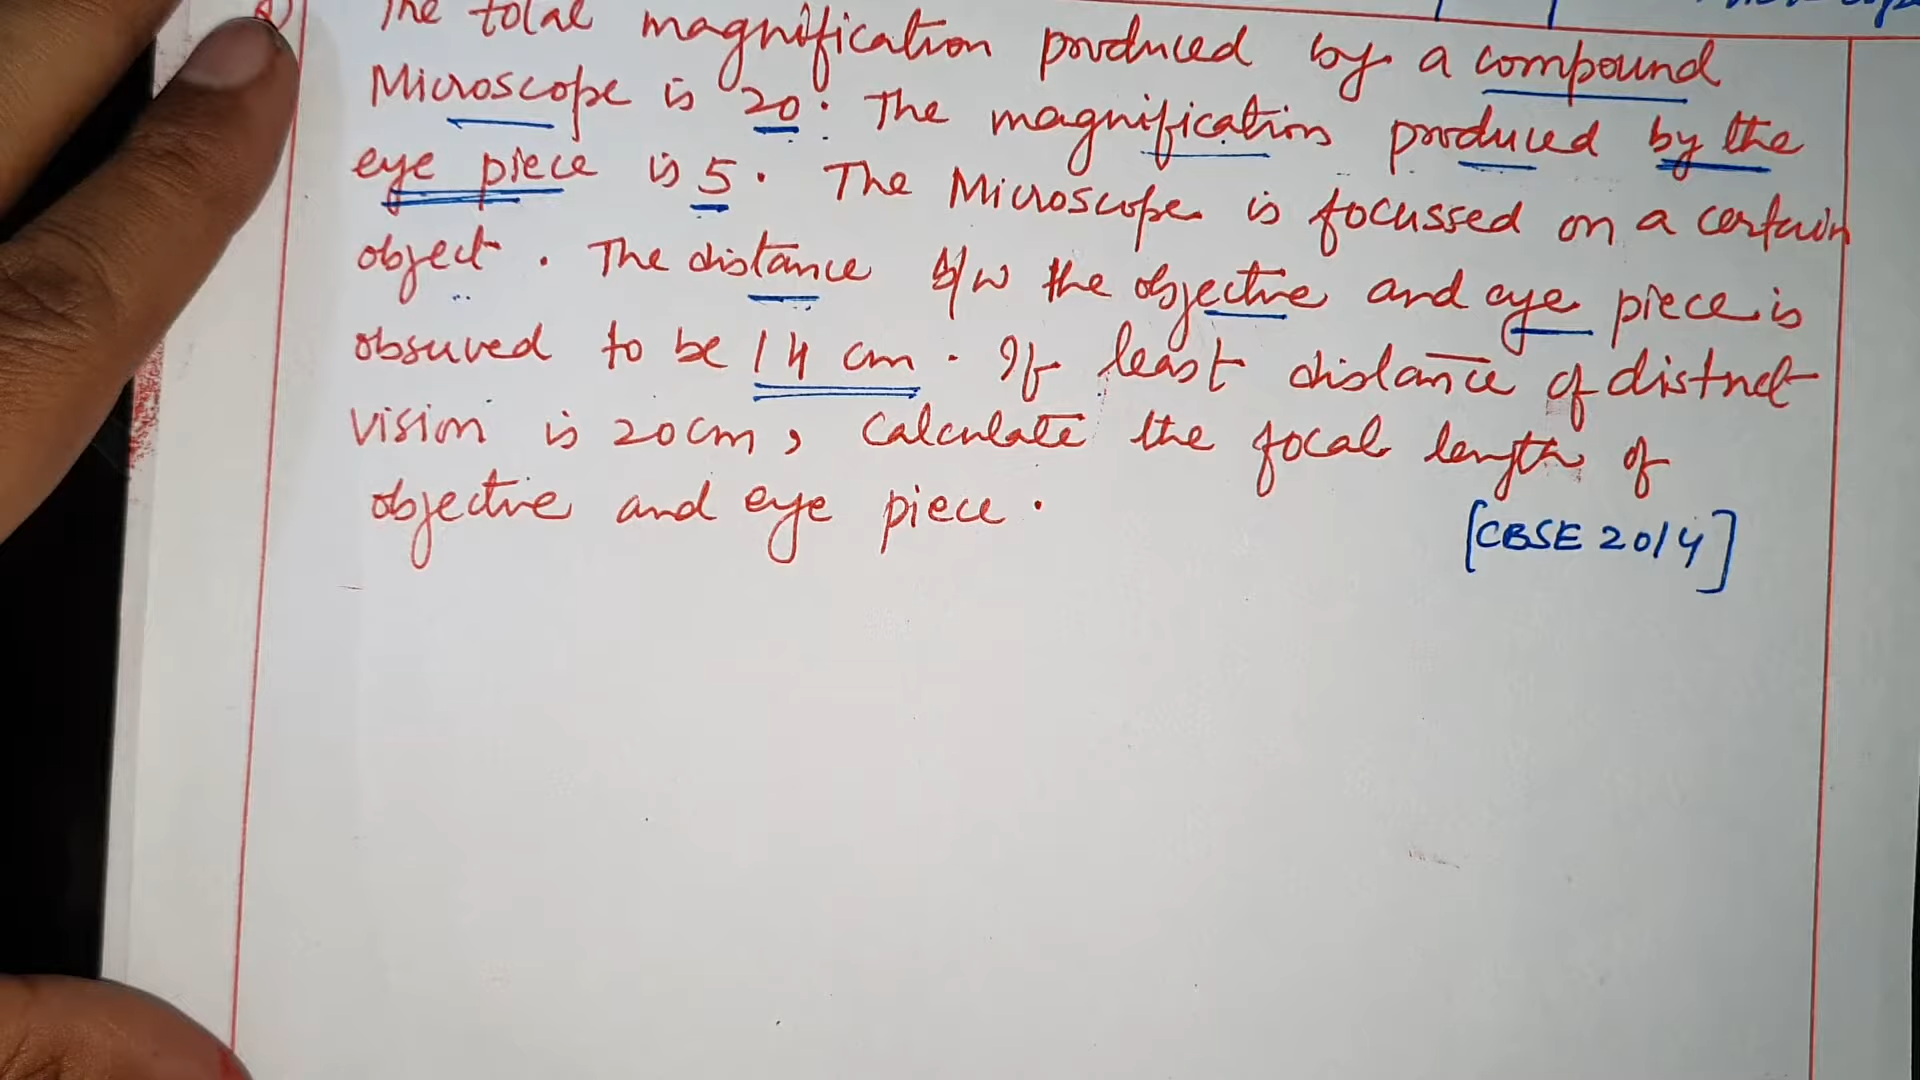 The total magnification produced by a compound
Microscope is 20. The magnification produced by the
eye piece is 5. The Microscope is focussed on a certain
object. The distance b/w the objective and eye piece is
observed to be 14 cm. If least distance of distnct
vision is 20cm, Calculate the focal length of
objective and eye piece.
[CBSE 2014]